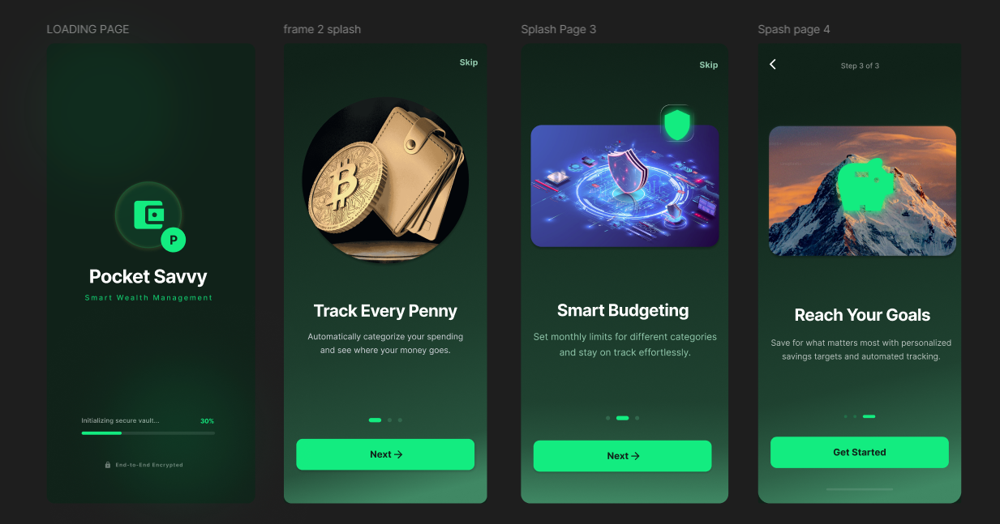 LOADING PAGE
P
Pocket Savvy
Smart Wealth Management
Initializing secure vault...
30%
End-to-End Encrypted
frame 2 splash
Skip
Track Every Penny
Automatically categorize your spending
and see where your money goes.
Next →
Splash Page 3
Skip
Smart Budgeting
Set monthly limits for different categories
and stay on track effortlessly.
Next →
Spash page 4
Step 3 of 3
Reach Your Goals
Save for what matters most with personalized
savings targets and automated tracking.
Get Started